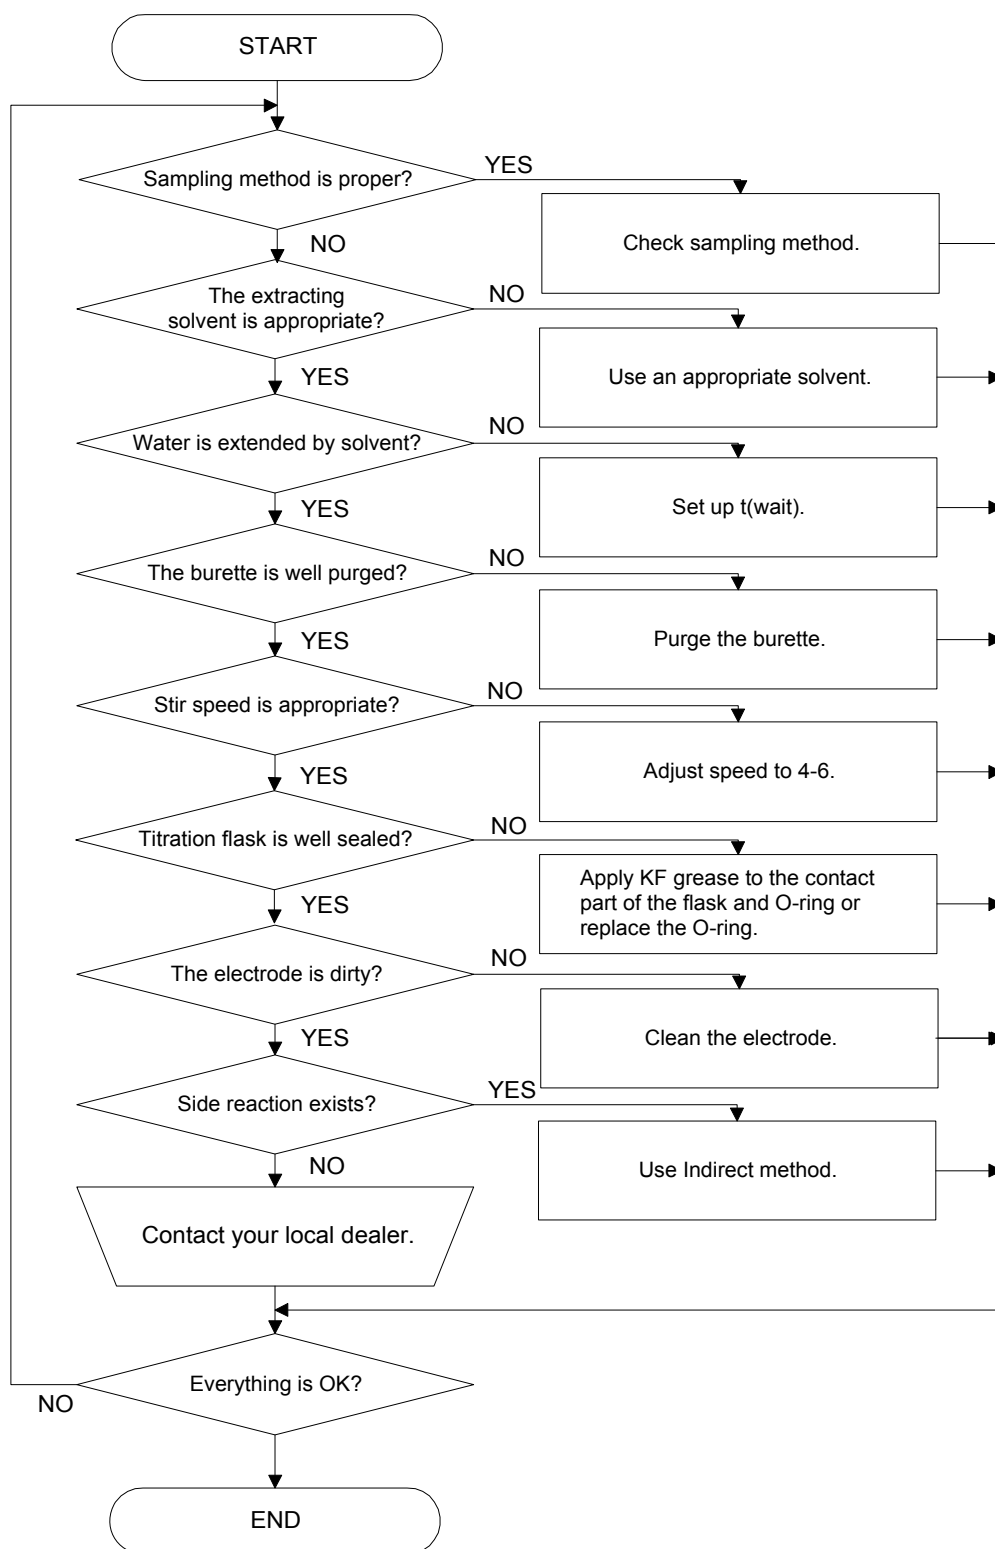 START
Sampling method is proper?
YES
Check sampling method.
NO
The extracting
solvent is appropriate?
NO
Use an appropriate solvent.
YES
Water is extended by solvent?
NO
Set up t(wait).
YES
The burette is well purged?
NO
Purge the burette.
YES
Stir speed is appropriate?
NO
Adjust speed to 4-6.
YES
Titration flask is well sealed?
NO
Apply KF grease to the contact
part of the flask and O-ring or
replace the O-ring.
YES
The electrode is dirty?
NO
Clean the electrode.
YES
Side reaction exists?
YES
Use Indirect method.
NO
Contact your local dealer.
Everything is OK?
NO
END